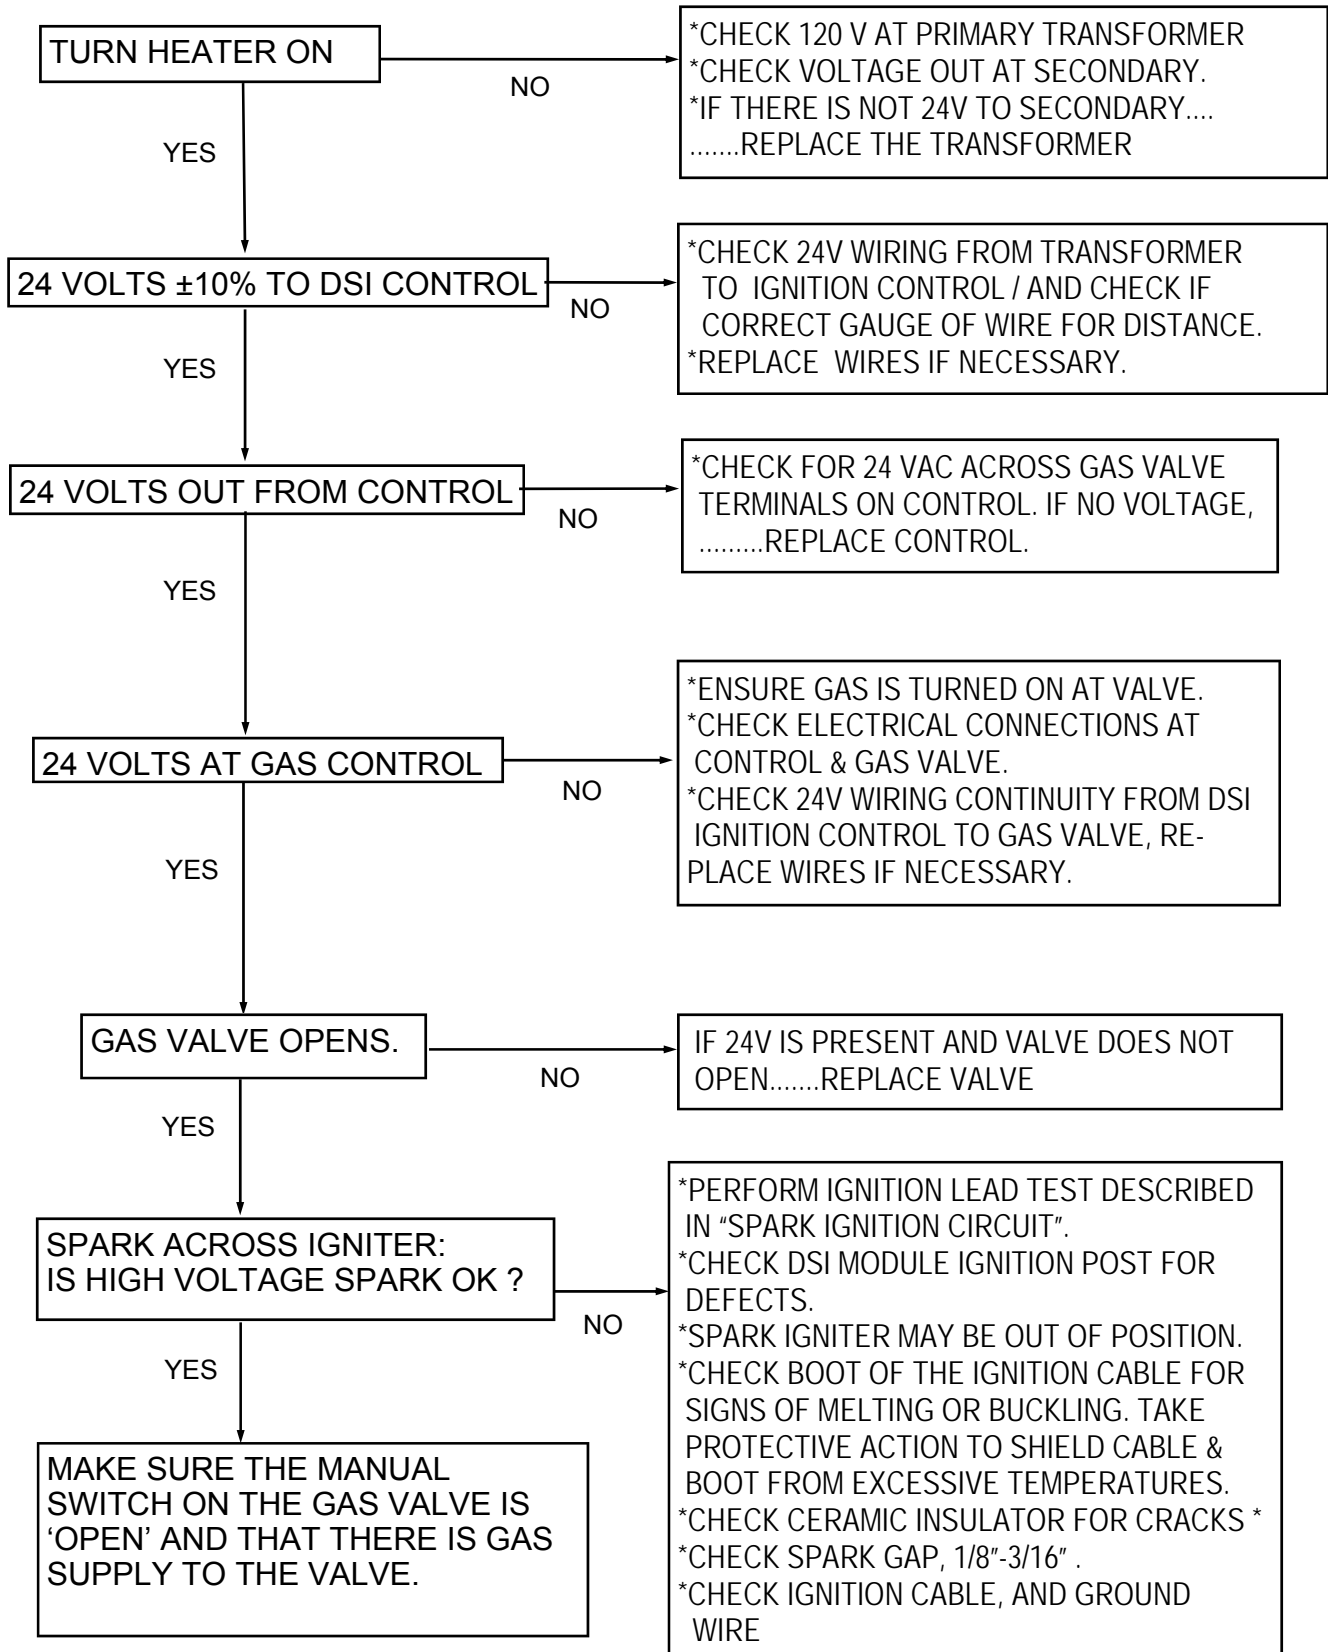 TURN HEATER ON
NO
YES
*CHECK 120 V AT PRIMARY TRANSFORMER
*CHECK VOLTAGE OUT AT SECONDARY.
*IF THERE IS NOT 24V TO SECONDARY....
.......REPLACE THE TRANSFORMER
24 VOLTS ±10% TO DSI CONTROL
NO
YES
*CHECK 24V WIRING FROM TRANSFORMER
TO IGNITION CONTROL / AND CHECK IF
CORRECT GAUGE OF WIRE FOR DISTANCE.
*REPLACE WIRES IF NECESSARY.
24 VOLTS OUT FROM CONTROL
NO
YES
*CHECK FOR 24 VAC ACROSS GAS VALVE
TERMINALS ON CONTROL. IF NO VOLTAGE,
.........REPLACE CONTROL.
24 VOLTS AT GAS CONTROL
NO
YES
*ENSURE GAS IS TURNED ON AT VALVE.
*CHECK ELECTRICAL CONNECTIONS AT
CONTROL & GAS VALVE.
*CHECK 24V WIRING CONTINUITY FROM DSI
IGNITION CONTROL TO GAS VALVE, RE-
PLACE WIRES IF NECESSARY.
GAS VALVE OPENS.
NO
YES
IF 24V IS PRESENT AND VALVE DOES NOT
OPEN.......REPLACE VALVE
SPARK ACROSS IGNITER:
IS HIGH VOLTAGE SPARK OK ?
NO
YES
*PERFORM IGNITION LEAD TEST DESCRIBED
IN “SPARK IGNITION CIRCUIT”.
*CHECK DSI MODULE IGNITION POST FOR
DEFECTS.
*SPARK IGNITER MAY BE OUT OF POSITION.
*CHECK BOOT OF THE IGNITION CABLE FOR
SIGNS OF MELTING OR BUCKLING. TAKE
PROTECTIVE ACTION TO SHIELD CABLE &
BOOT FROM EXCESSIVE TEMPERATURES.
*CHECK CERAMIC INSULATOR FOR CRACKS *
*CHECK SPARK GAP, 1/8”-3/16” .
*CHECK IGNITION CABLE, AND GROUND
WIRE
MAKE SURE THE MANUAL
SWITCH ON THE GAS VALVE IS
‘OPEN’ AND THAT THERE IS GAS
SUPPLY TO THE VALVE.